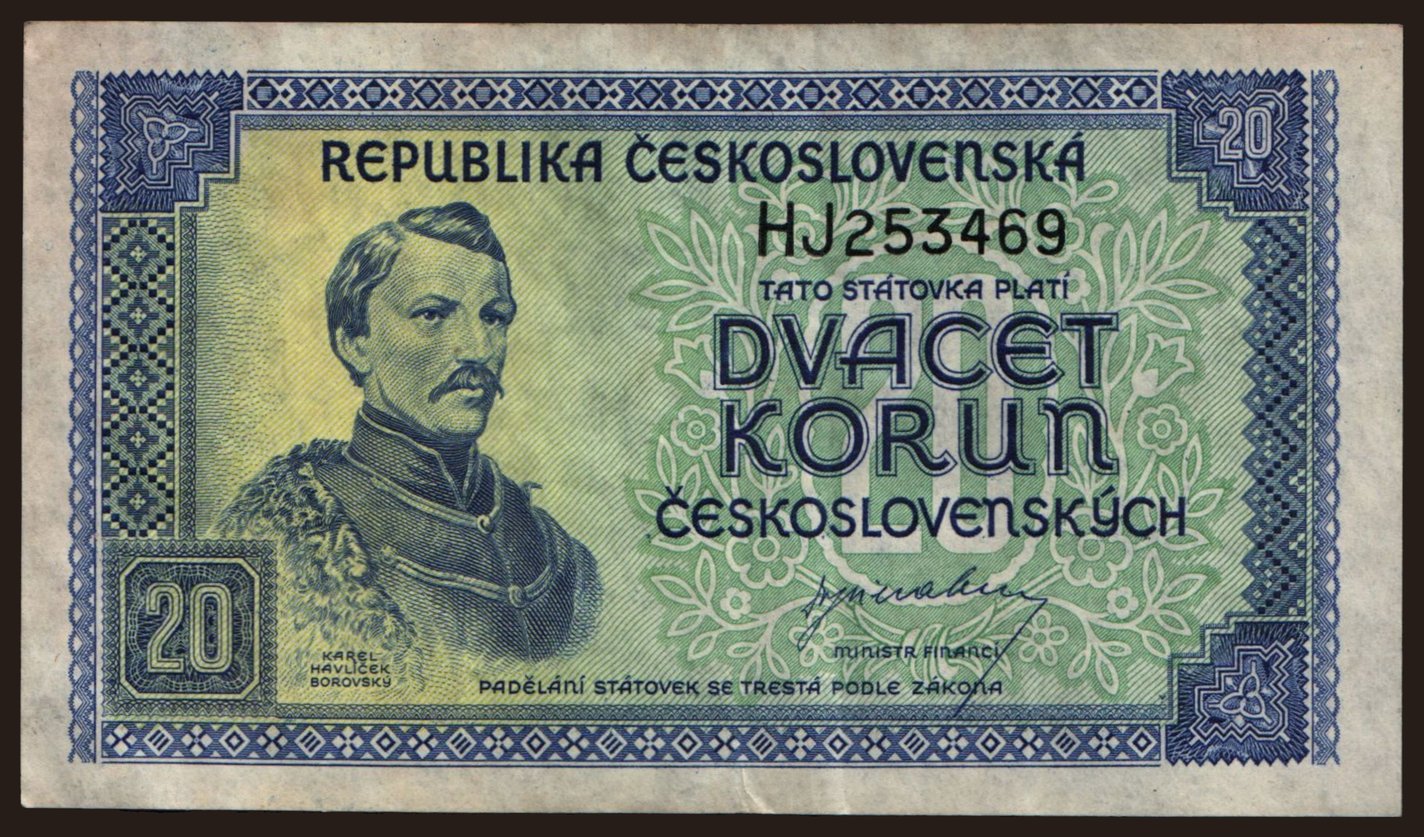 20
REPUBLIKA ČESKOSLOVENSKÁ
HJ253469
TATO STÁTOVKA PLATÍ
DVACET
KORUN
ČESKOSLOVENSKÝCH
20
MINISTR FINANCÍ
20
KAREL
HAVLÍČEK
BOROVSKÝ
PADĚLÁNÍ STÁTOVEK SE TRESTÁ PODLE ZÁKONA